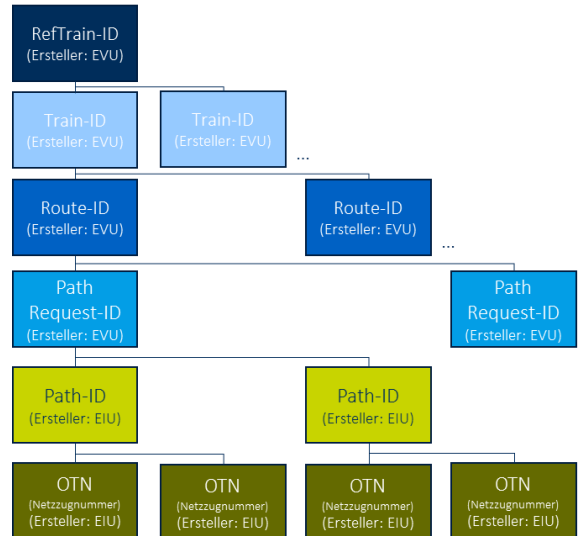 RefTrain-ID
(Ersteller: EVU)
Train-ID
(Ersteller: EVU)
Train-ID
(Ersteller: EVU)
...
Route-ID
(Ersteller: EVU)
Route-ID
(Ersteller: EVU)
...
Path
Request-ID
(Ersteller: EVU)
Path
Request-ID
(Ersteller: EVU)
Path-ID
(Ersteller: EIU)
Path-ID
(Ersteller: EIU)
OTN
(Netzzugnummer)
(Ersteller: EIU)
OTN
(Netzzugnummer)
(Ersteller: EIU)
OTN
(Netzzugnummer)
(Ersteller: EIU)
OTN
(Netzzugnummer)
(Ersteller: EIU)